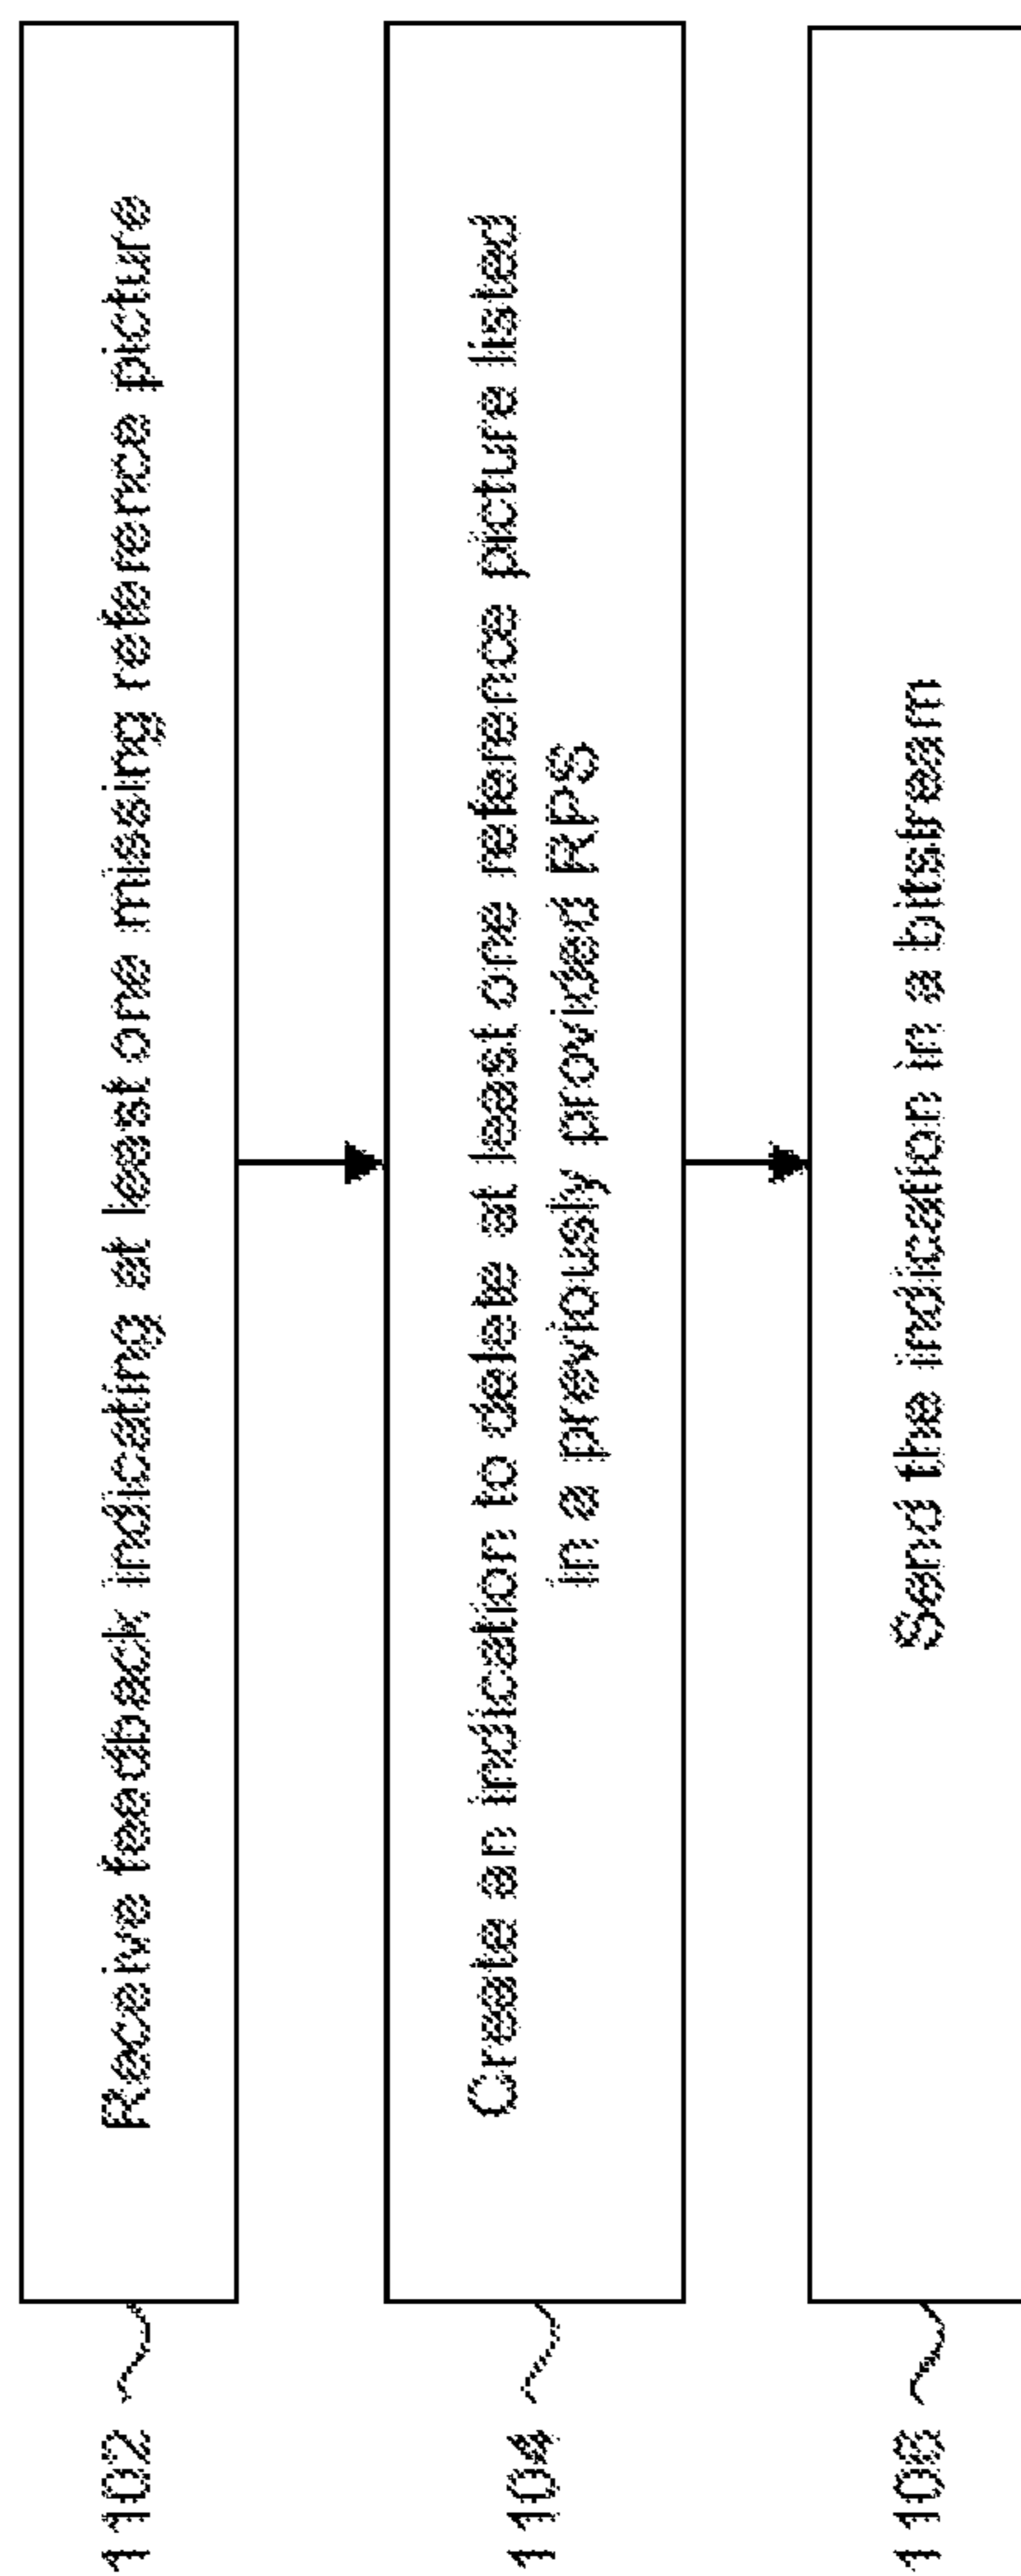 1102
Receive feedback indicating at least one missing reference picture
1104
Create an indication to delete at least one reference picture listed
in a previously provided RPS
1106
Send the indication in a bitstream